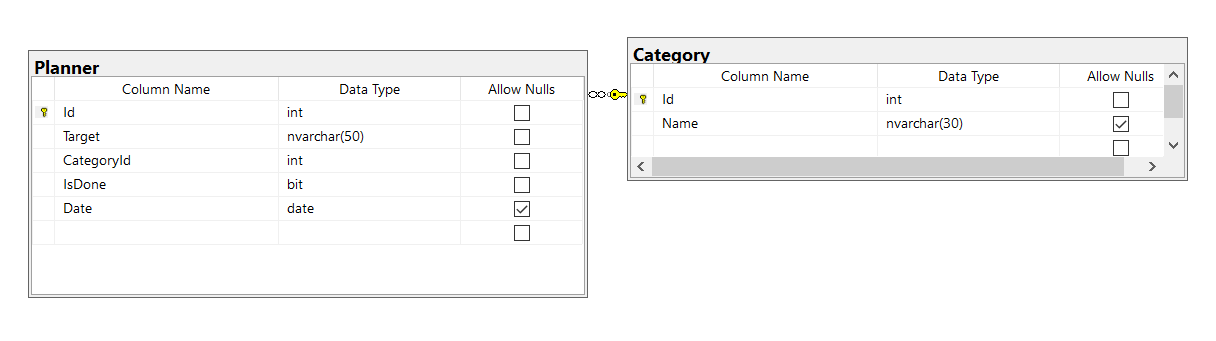 Planner
Column Name Data Type Allow Nulls
Id int
Target nvarchar(50)
CategoryId int
IsDone bit
Date date
Category
Column Name Data Type Allow Nulls
Id int
Name nvarchar(30)